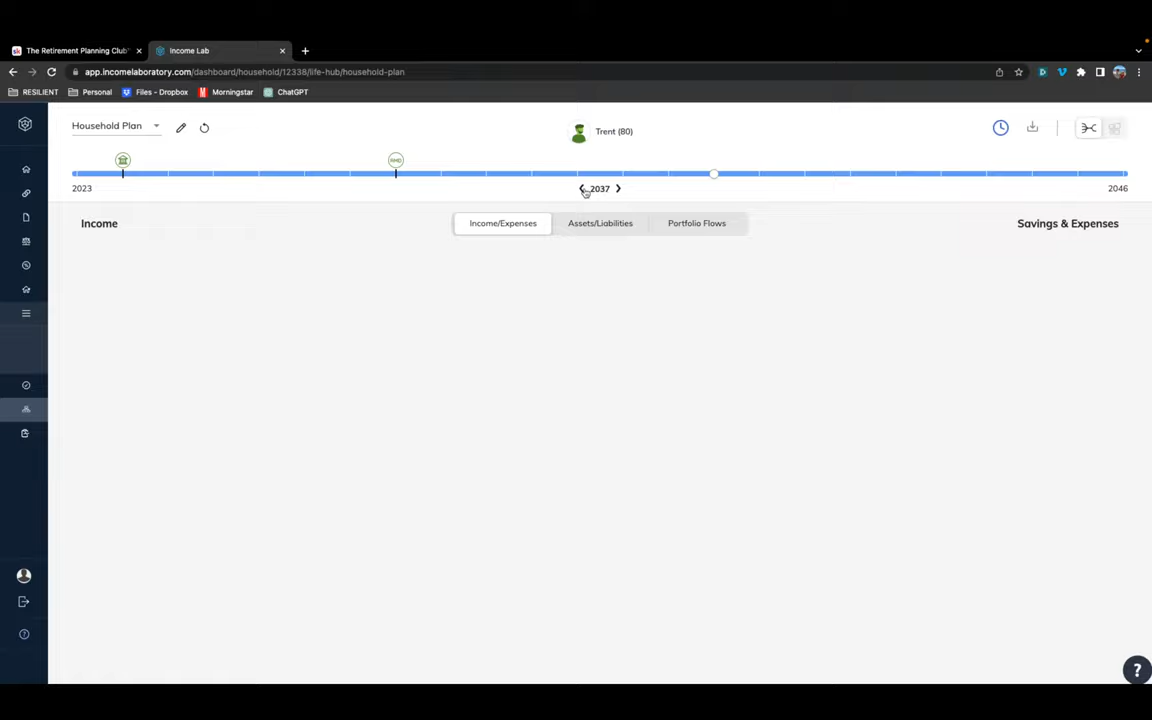 sk The Retirement Planning Club"
Income Lab
app.incomelaboratory.com/dashboard/household/12338/life-hub/household-plan
RESILIENT
Personal
Files - Dropbox
Morningstar
ChatGPT
Household Plan
Trent (80)
RMD
2023
2037
2046
Income
Income/Expenses
Assets/Liabilities
Portfolio Flows
Savings & Expenses